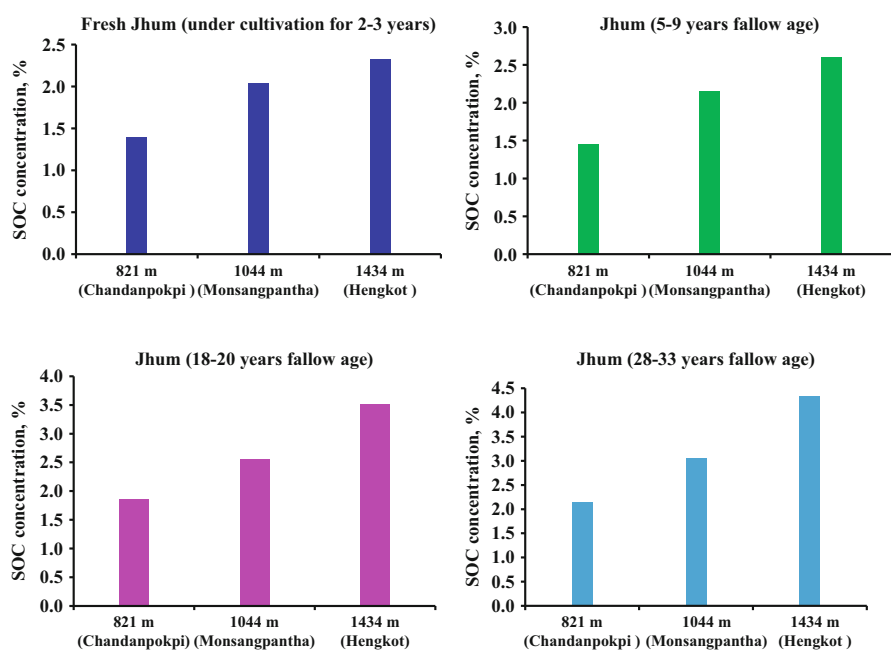 Fresh Jhum (under cultivation for 2-3 years)
SOC concentration, %
2.5
2.0
1.5
1.0
0.5
0.0
821 m 1044 m 1434 m
(Chandanpokpi ) (Monsangpantha) (Hengkot )
Jhum (5-9 years fallow age)
SOC concentration, %
3.0
2.5
2.0
1.5
1.0
0.5
0.0
821 m 1044 m 1434 m
(Chandanpokpi ) (Monsangpantha) (Hengkot)
Jhum (18-20 years fallow age)
SOC concentration, %
4.0
3.5
3.0
2.5
2.0
1.5
1.0
0.5
0.0
821 m 1044 m 1434 m
(Chandanpokpi) (Monsangpantha) (Hengkot)
Jhum (28-33 years fallow age)
SOC concentration, %
4.5
4.0
3.5
3.0
2.5
2.0
1.5
1.0
0.5
0.0
821 m 1044 m 1434 m
(Chandanpokpi ) (Monsangpantha) (Hengkot )